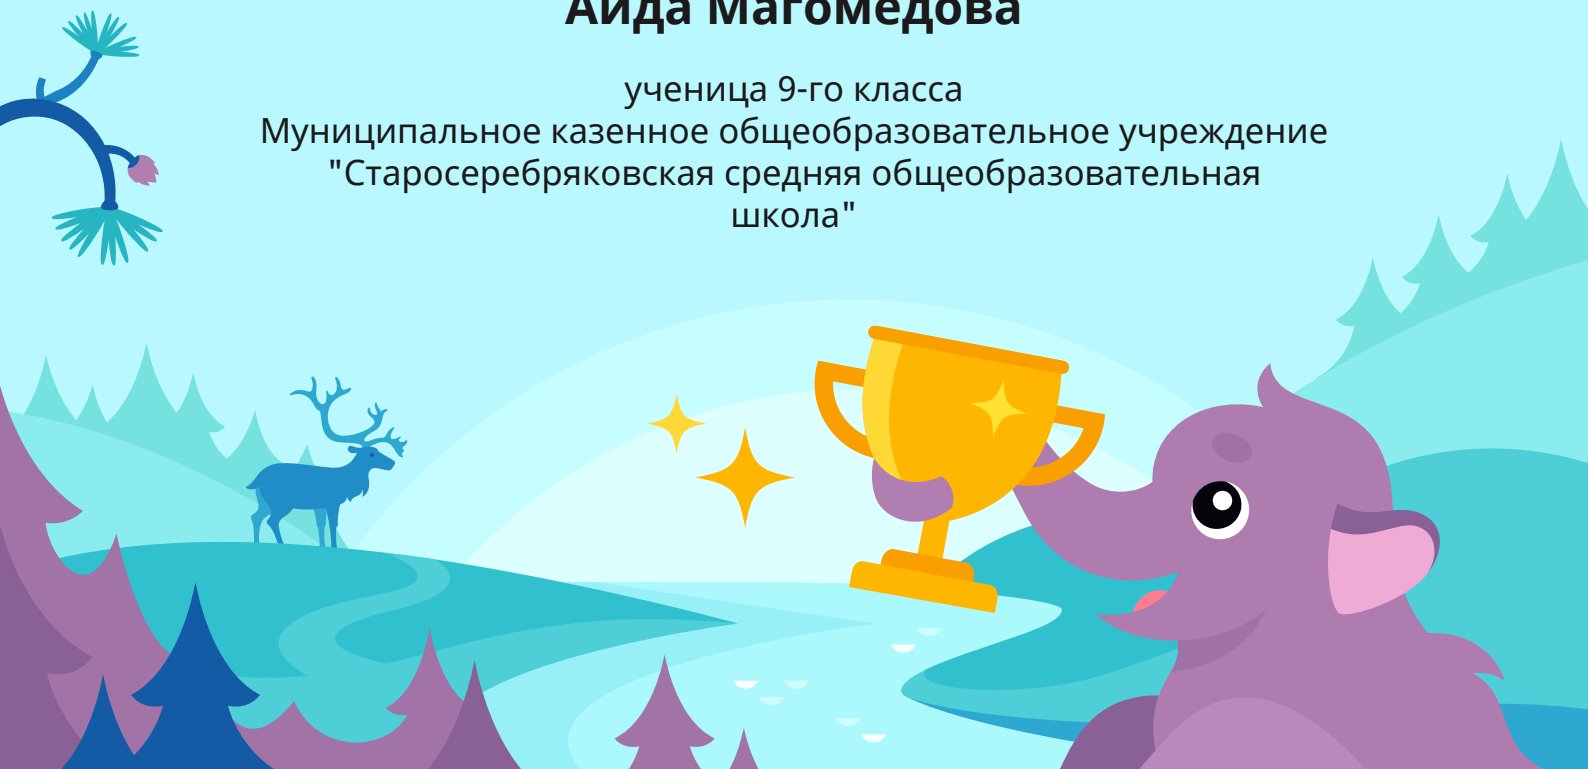 Аида Магомедова
ученица 9-го класса
Муниципальное казенное общеобразовательное учреждение
"Старосеребряковская средняя общеобразовательная
школа"